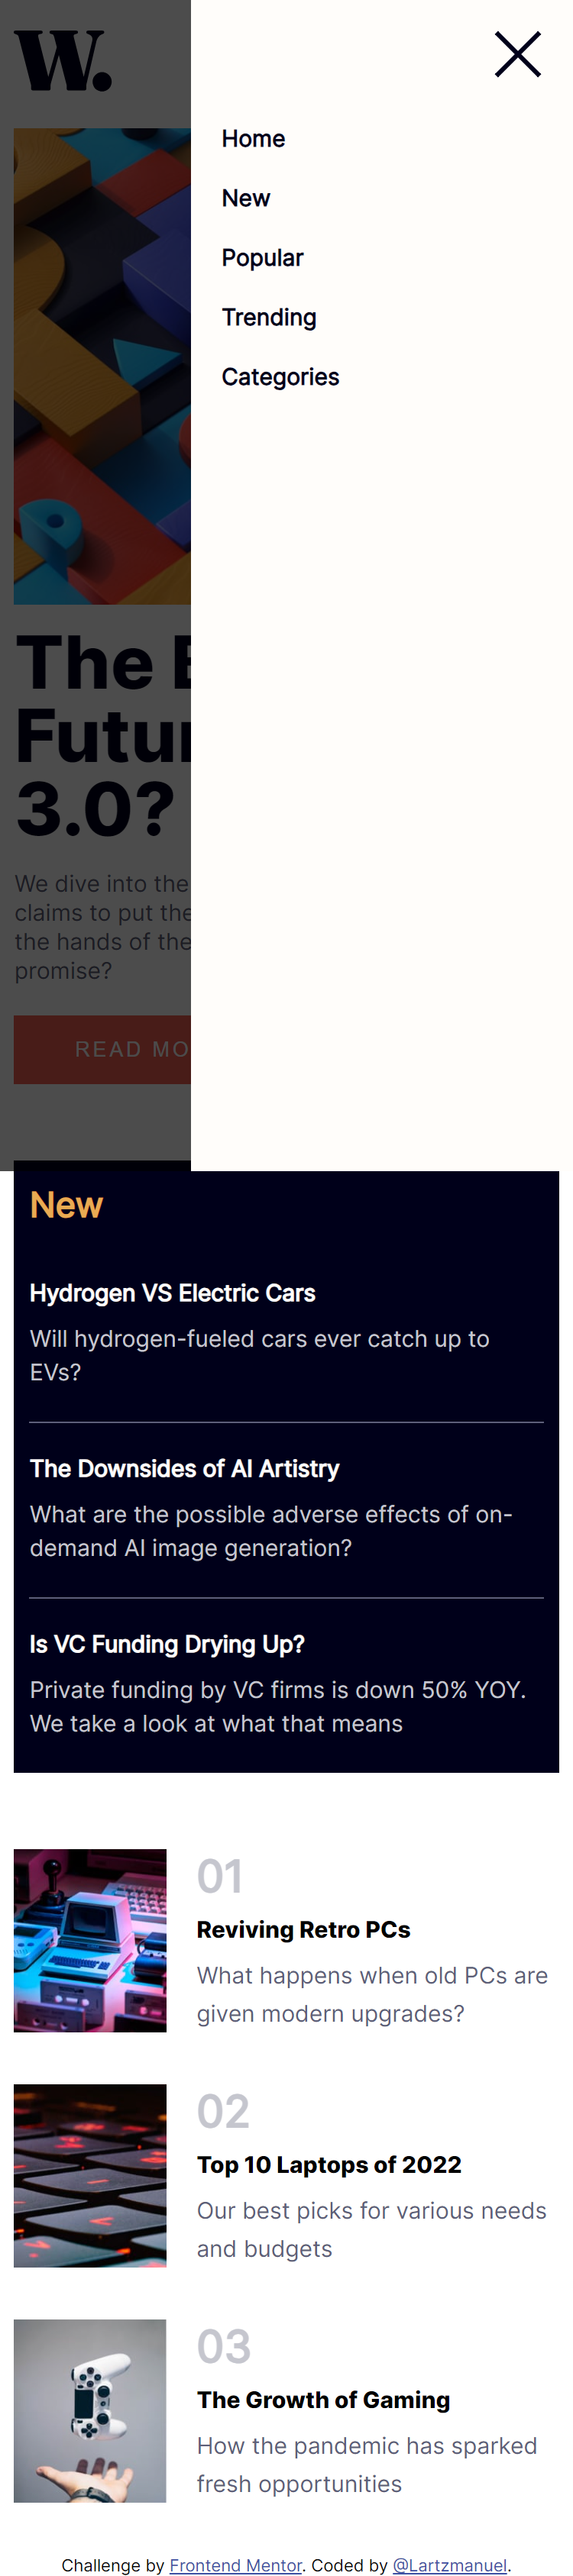 W.
Home
New
Popular
Trending
Categories
The
Futur
3.0?
We dive into the
claims to put the
the hands of the
promise?
READ MO
New
Hydrogen VS Electric Cars
Will hydrogen-fueled cars ever catch up to
EVs?
The Downsides of AI Artistry
What are the possible adverse effects of on-
demand AI image generation?
Is VC Funding Drying Up?
Private funding by VC firms is down 50% YOY.
We take a look at what that means
01
Reviving Retro PCs
What happens when old PCs are
given modern upgrades?
02
Top 10 Laptops of 2022
Our best picks for various needs
and budgets
03
The Growth of Gaming
How the pandemic has sparked
fresh opportunities
Challenge by Frontend Mentor. Coded by @Lartzmanuel.